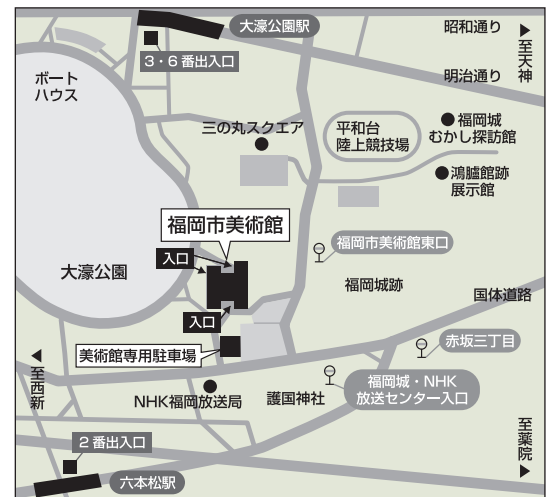 大濠公園駅
昭和通り
至天神
3・6番出入口
明治通り
ボート
ハウス
三の丸スクエア
平和台
陸上競技場
福岡城
むかし探訪館
鴻臚館跡
展示館
福岡市美術館
福岡市美術館東口
入口
大濠公園
福岡城跡
国体道路
入口
赤坂三丁目
美術館専用駐車場
至西新
福岡城・NHK
放送センター入口
NHK福岡放送局
護国神社
2番出入口
至薬院
六本松駅